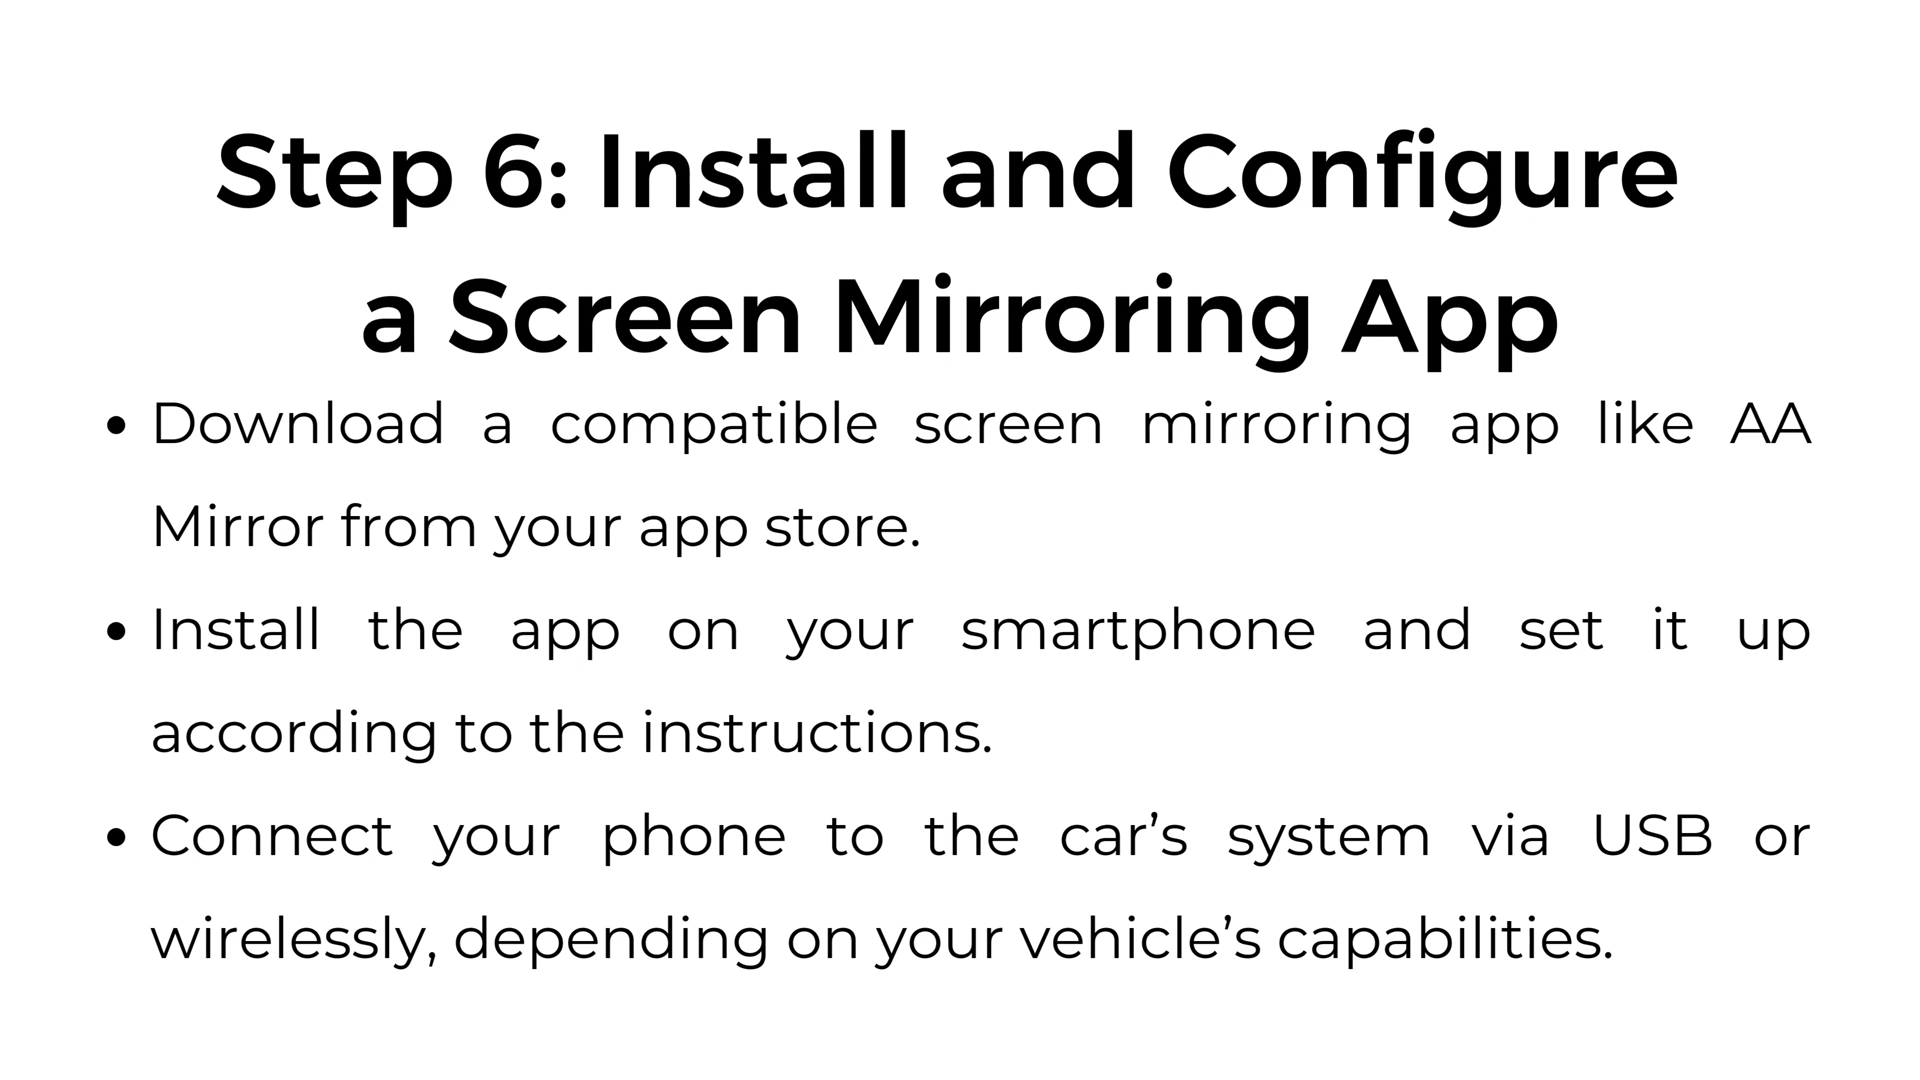 Step 6: Install and Configure
a Screen Mirroring App
• Download a compatible screen mirroring app like AA
Mirror from your app store.
• Install the app on your smartphone and set it up
according to the instructions.
• Connect your phone to the car’s system via USB or
wirelessly, depending on your vehicle’s capabilities.